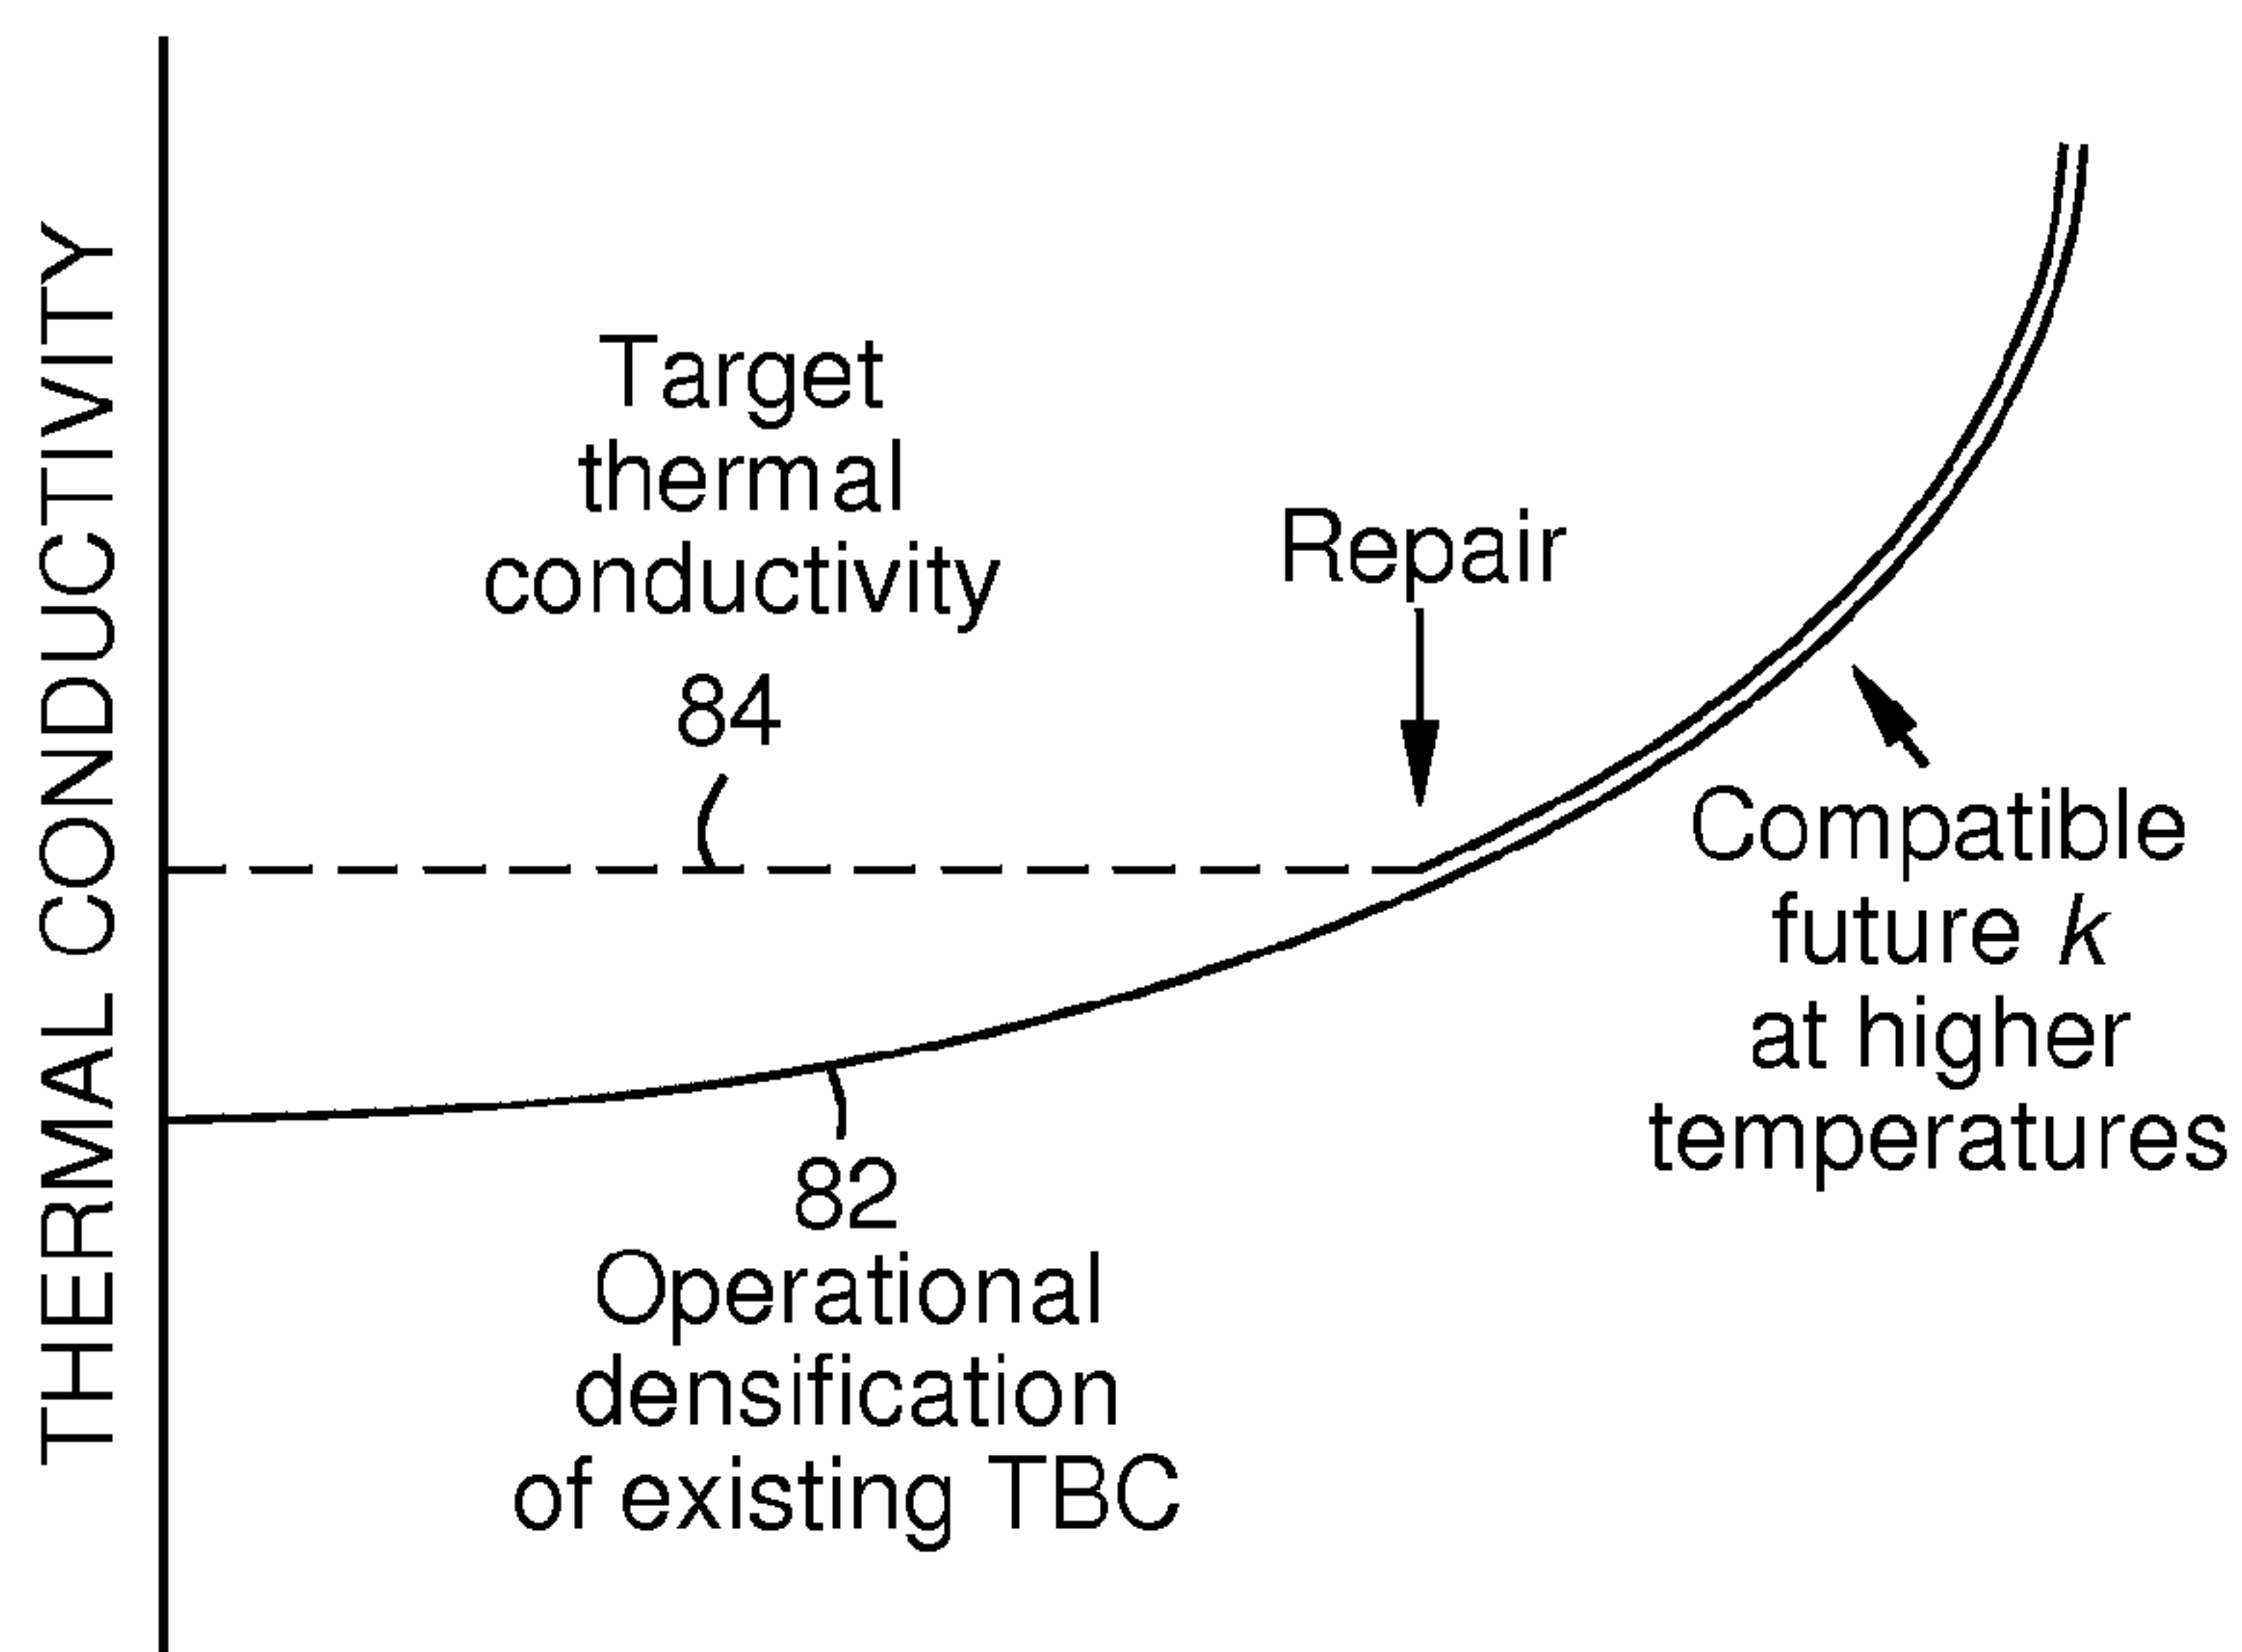 THERMAL CONDUCTIVITY
Target
thermal
conductivity
84
Repair
Compatible
future k
at higher
temperatures
82
Operational
densification
of existing TBC